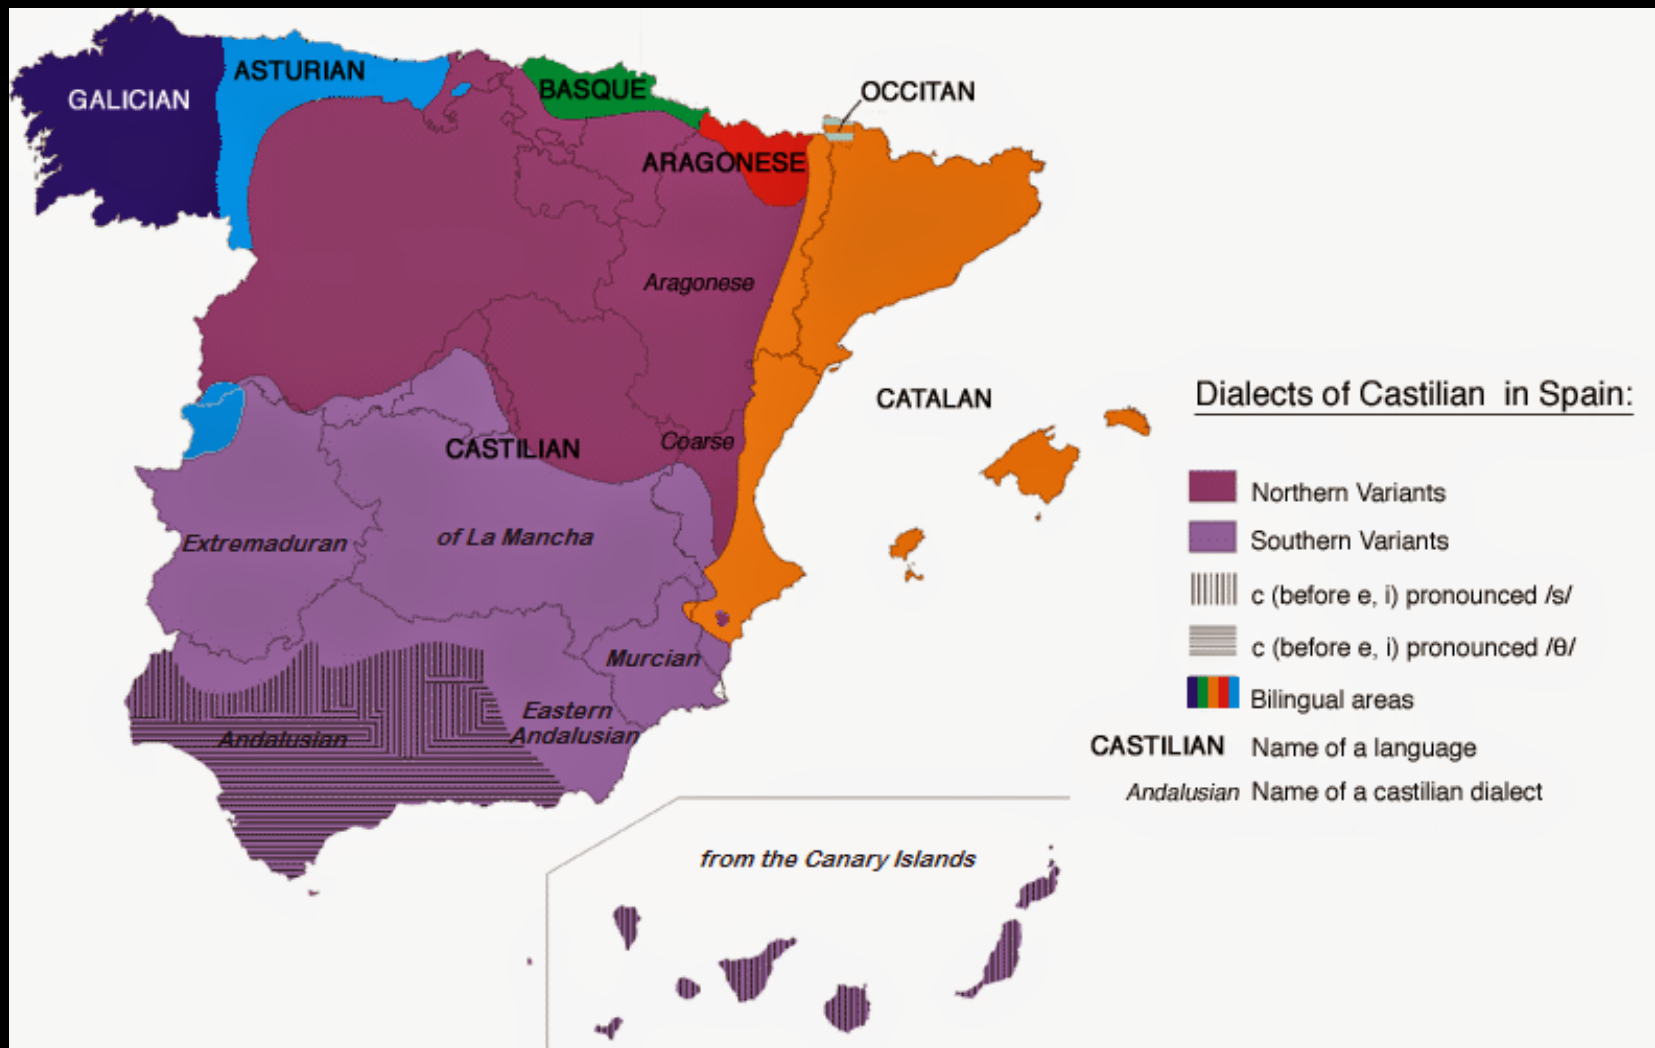 GALICIAN
ASTURIAN
BASQUE
OCCITAN
ARAGONESE
Aragonese
CATALAN
Coarse
CASTILIAN
Extremaduran
of La Mancha
Murcian
Eastern
Andalusian
Andalusian
from the Canary Islands
Dialects of Castilian in Spain:
Northern Variants
Southern Variants
c (before e, i) pronounced /s/
c (before e, i) pronounced /θ/
Bilingual areas
CASTILIAN Name of a language
Andalusian Name of a castilian dialect